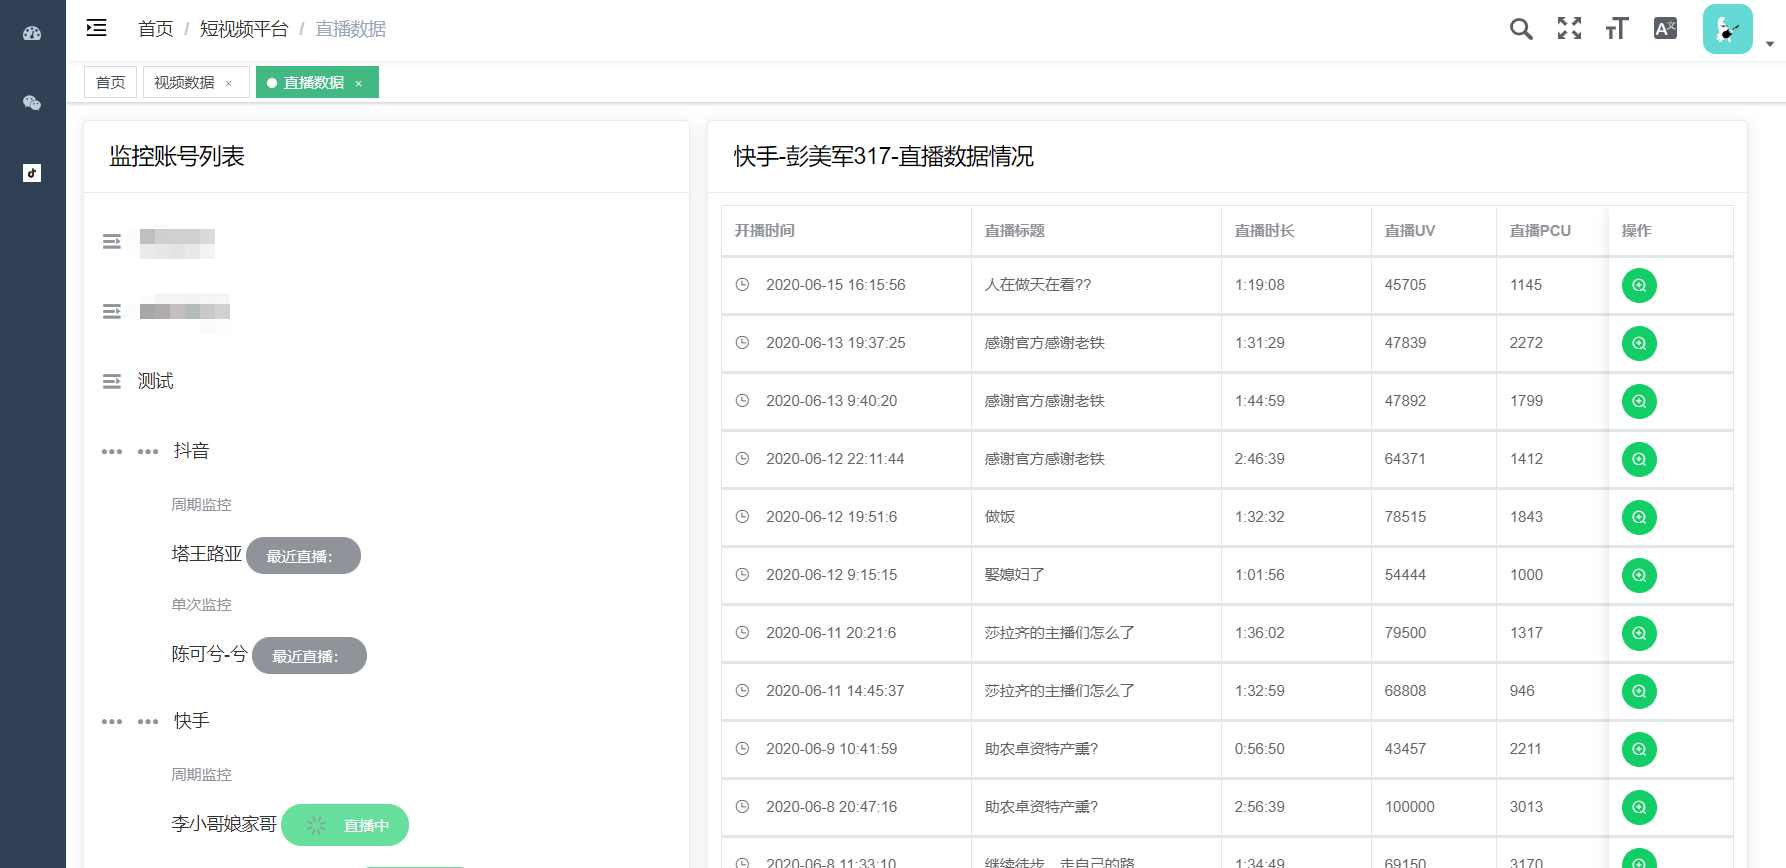 首页 / 短视频平台 / 直播数据
首页
视频数据 ×
直播数据 ×
监控账号列表
测试
抖音
周期监控
塔王路亚 最近直播：
单次监控
陈可兮-兮 最近直播：
快手
周期监控
李小哥娘家哥 直播中
快手-彭美军317-直播数据情况
开播时间 直播标题 直播时长 直播UV 直播PCU 操作
2020-06-15 16:15:56 人在做天在看?? 1:19:08 45705 1145
2020-06-13 19:37:25 感谢官方感谢老铁 1:31:29 47839 2272
2020-06-13 9:40:20 感谢官方感谢老铁 1:44:59 47892 1799
2020-06-12 22:11:44 感谢官方感谢老铁 2:46:39 64371 1412
2020-06-12 19:51:6 做饭 1:32:32 78515 1843
2020-06-12 9:15:15 娶媳妇了 1:01:56 54444 1000
2020-06-11 20:21:6 莎拉齐的主播们怎么了 1:36:02 79500 1317
2020-06-11 14:45:37 莎拉齐的主播们怎么了 1:32:59 68808 946
2020-06-9 10:41:59 助农卓资特产薰? 0:56:50 43457 2211
2020-06-8 20:47:16 助农卓资特产薰? 2:56:39 100000 3013
2020-06-8 11:33:10 继续徒步，走自己的路 1:34:49 69150 3170